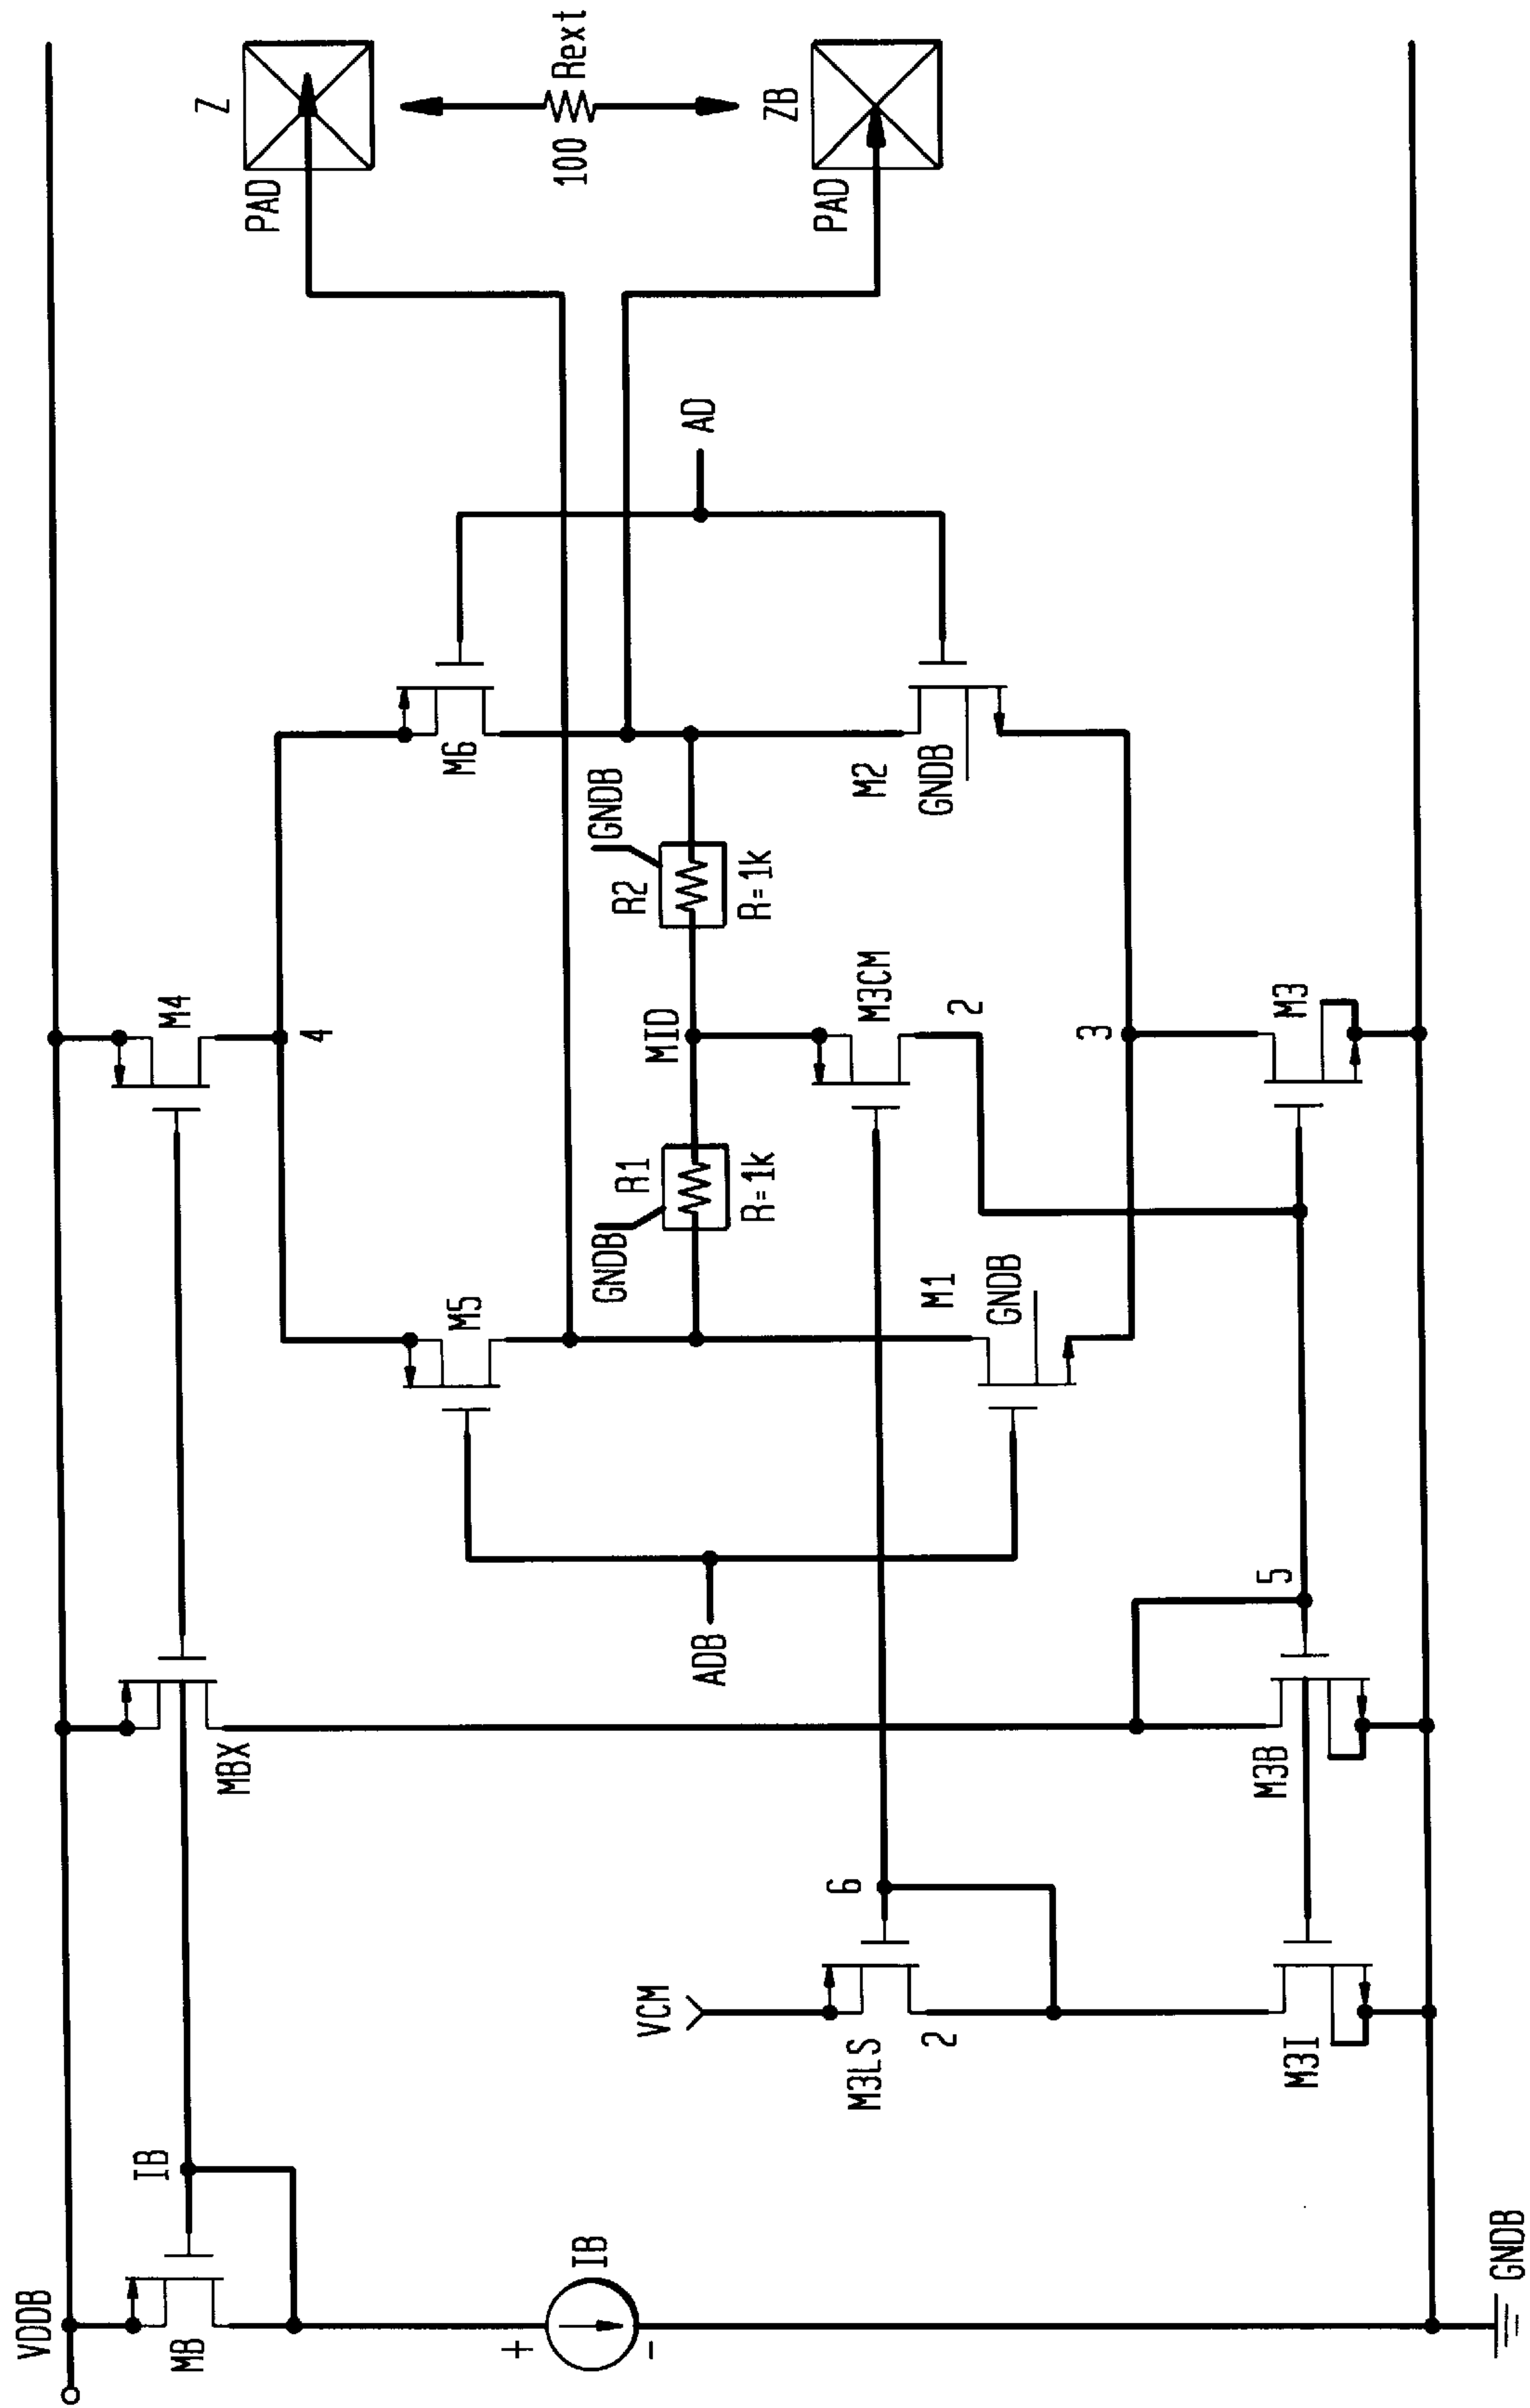 VDDB
MB
IB
IB
+
-
GNDB
MBX
VCM
M3LS
2
6
M3I
M3B
5
ADB
M4
4
M5
M6
GNDB
R1
R=1k
MID
GNDB
R2
R=1k
M3CM
2
M1
GNDB
M2
GNDB
3
M3
AD
PAD
Z
100 Rext
PAD
ZB